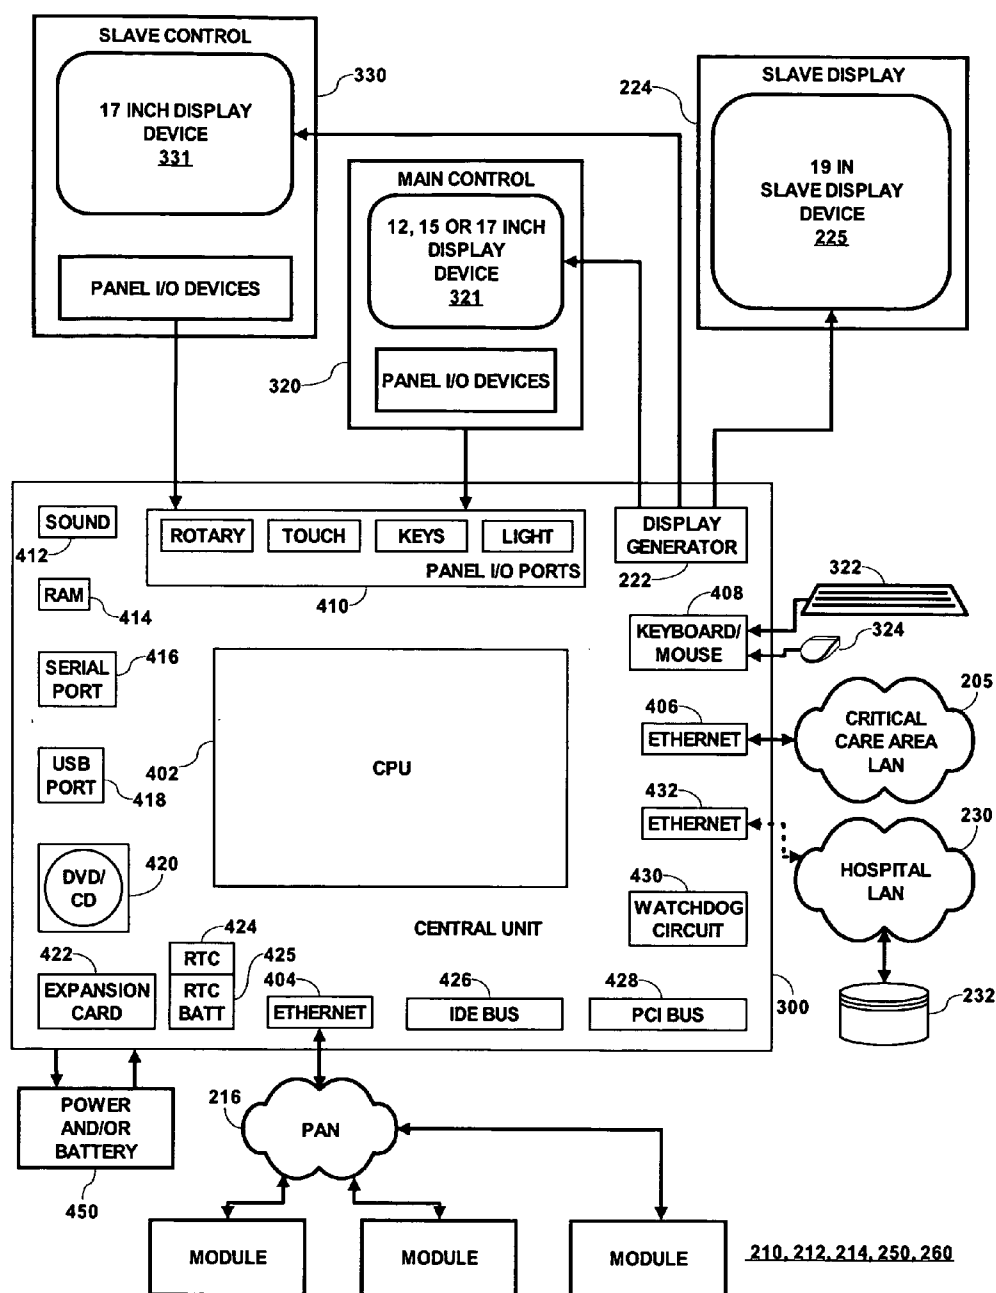 SLAVE CONTROL
17 INCH DISPLAY
DEVICE
331
PANEL I/O DEVICES
330
MAIN CONTROL
12, 15 OR 17 INCH
DISPLAY
DEVICE
321
PANEL I/O DEVICES
320
224
SLAVE DISPLAY
19 IN
SLAVE DISPLAY
DEVICE
225
SOUND
412
ROTARY
TOUCH
KEYS
LIGHT
PANEL I/O PORTS
410
DISPLAY
GENERATOR
222
RAM
414
408
KEYBOARD/
MOUSE
322
324
SERIAL
PORT
416
402
CPU
406
ETHERNET
205
CRITICAL
CARE AREA
LAN
USB
PORT
418
432
ETHERNET
230
HOSPITAL
LAN
DVD/
CD
420
430
WATCHDOG
CIRCUIT
CENTRAL UNIT
422
EXPANSION
CARD
424
RTC
425
RTC
BATT
404
ETHERNET
426
IDE BUS
428
PCI BUS
300
232
POWER
AND/OR
BATTERY
450
216
PAN
MODULE
MODULE
MODULE
210, 212, 214, 250, 260